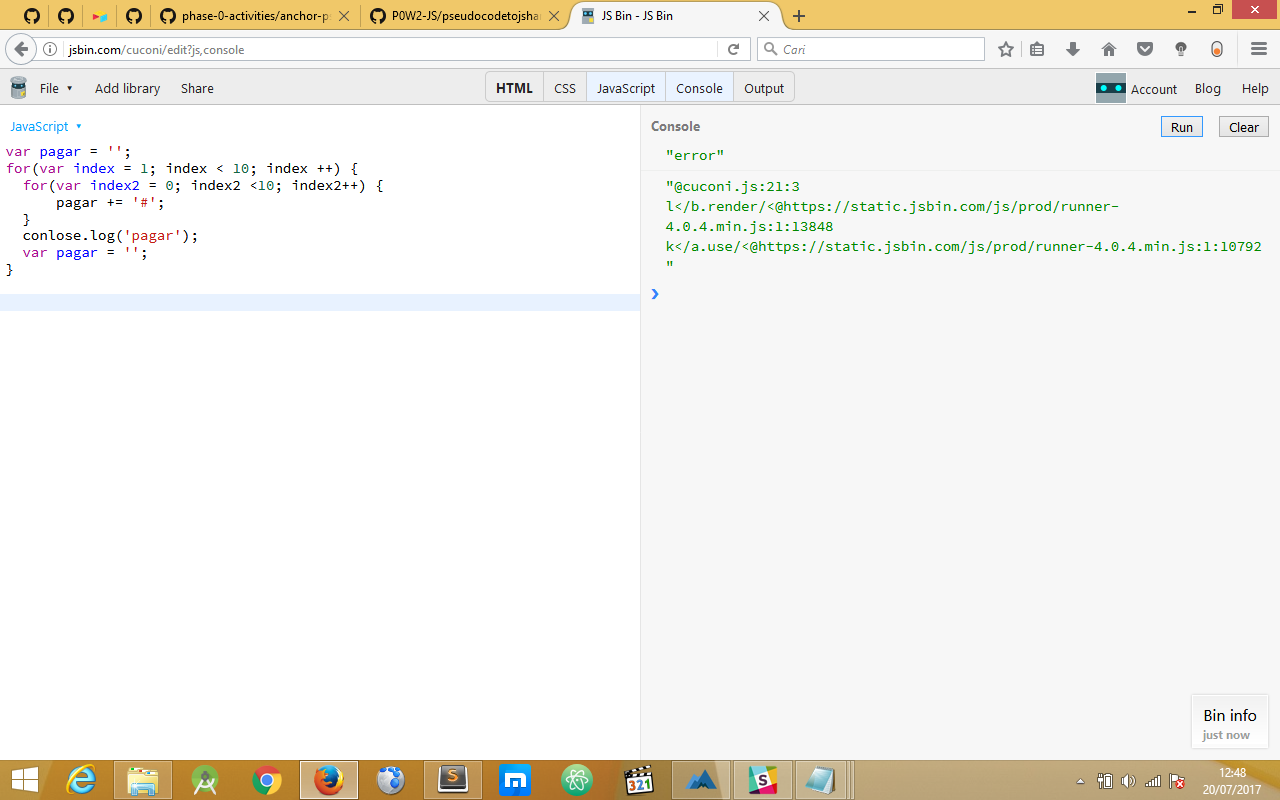 phase-0-activities/anchor-ps
P0W2-JS/pseudocodetojshar
JS Bin - JS Bin
jsbin.com/cuconi/edit?js,console
Cari
File
Add library
Share
HTML
CSS
JavaScript
Console
Output
Account
Blog
Help
JavaScript
var pagar = '';
for(var index = 1; index < 10; index ++) {
for(var index2 = 0; index2 <10; index2++) {
pagar += '#';
}
conlose.log('pagar');
var pagar = '';
}
Console
Run
Clear
"error"
"@cuconi.js:21:3
l</b.render/<@https://static.jsbin.com/js/prod/runner-
4.0.4.min.js:1:13848
k</a.use/<@https://static.jsbin.com/js/prod/runner-4.0.4.min.js:1:10792
"
Bin info
just now
S
321
12:48
20/07/2017